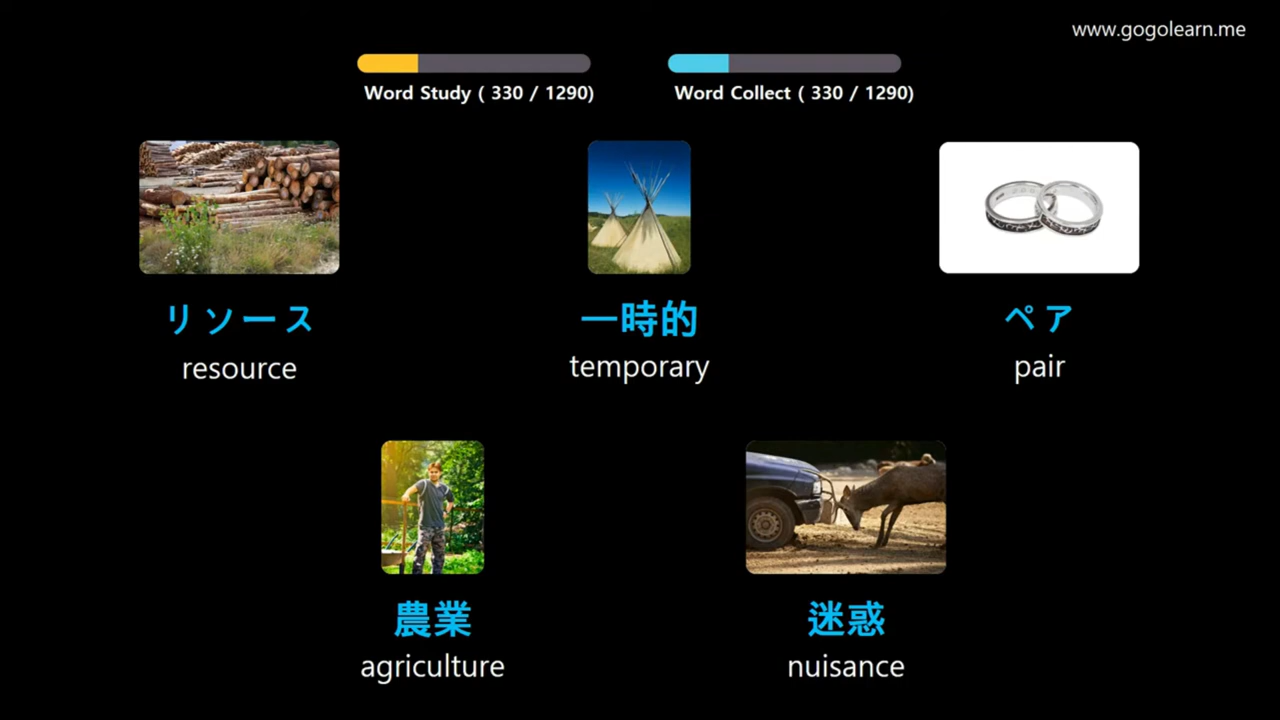 www.gogolearn.me
Word Study ( 330 / 1290)
Word Collect ( 330 / 1290)
リソース
resource
一時的
temporary
ペア
pair
農業
agriculture
迷惑
nuisance